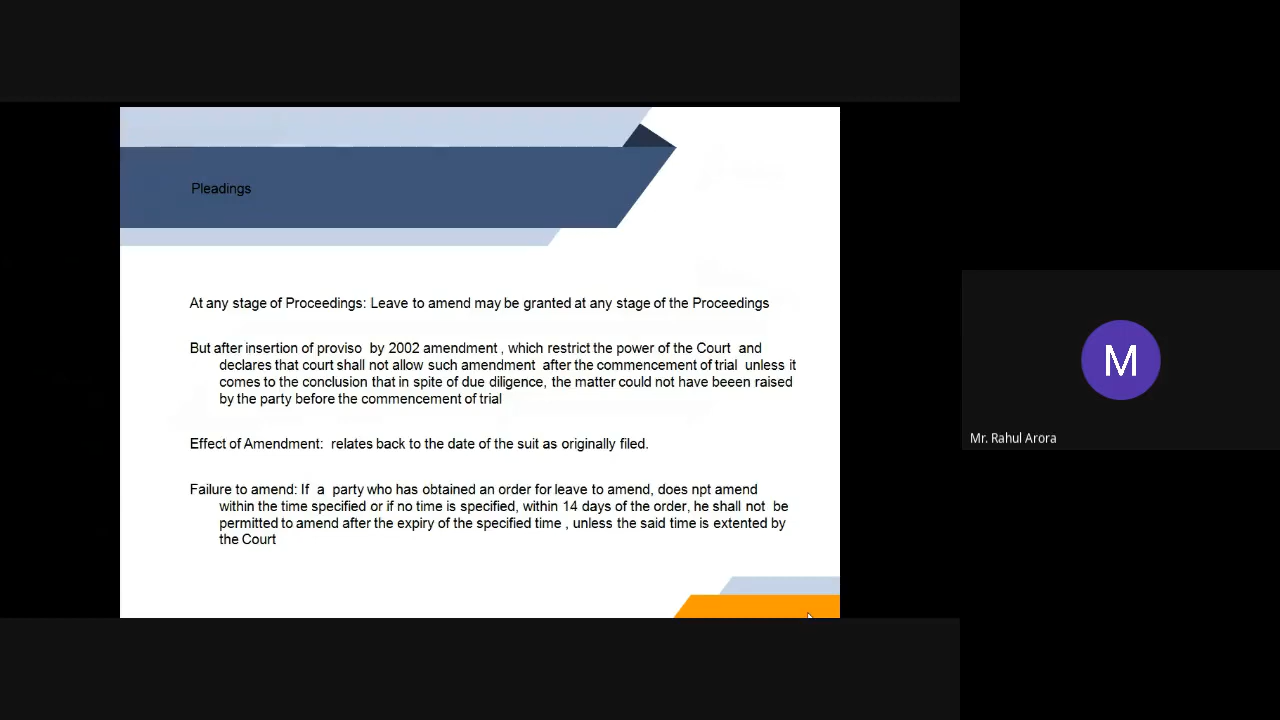 Pleadings
At any stage of Proceedings: Leave to amend may be granted at any stage of the Proceedings
But after insertion of proviso by 2002 amendment , which restrict the power of the Court and
declares that court shall not allow such amendment after the commencement of trial unless it
comes to the conclusion that in spite of due diligence, the matter could not have beeen raised
by the party before the commencement of trial
Effect of Amendment: relates back to the date of the suit as originally filed.
Failure to amend: If a party who has obtained an order for leave to amend, does npt amend
within the time specified or if no time is specified, within 14 days of the order, he shall not be
permitted to amend after the expiry of the specified time , unless the said time is extented by
the Court
M
Mr. Rahul Arora